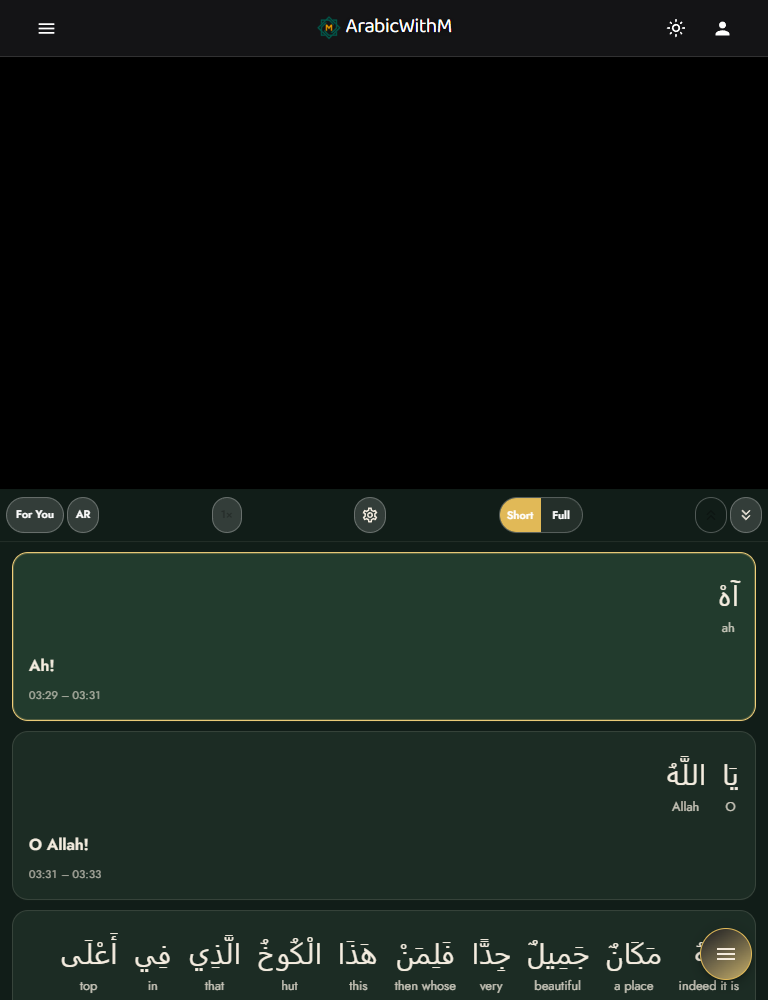 ArabicWithM
For You AR 1x Short Full
آهْ
ah
Ah!
03:29 – 03:31
يَا اللَّهُ
Allah O
O Allah!
03:31 – 03:33
مَكَانٌ جَمِيلٌ جِدًّا فَلِمَنْ هَذَا الْكُوخُ الَّذِي فِي أَعْلَى
top in that hut this then whose very beautiful a place indeed it is